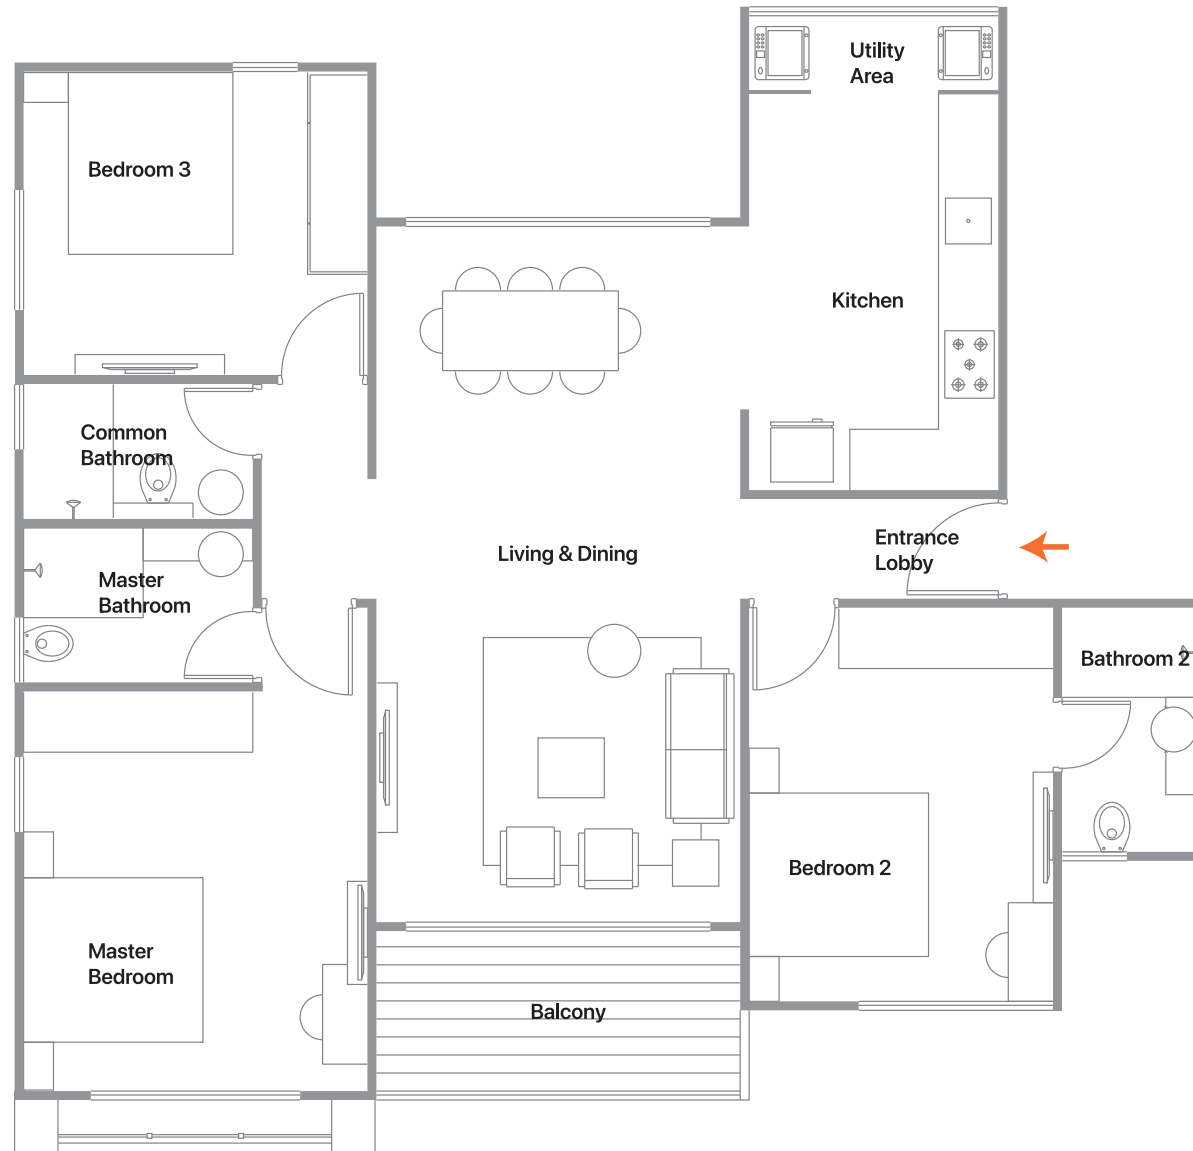 Utility
Area
Bedroom 3
Kitchen
Common
Bathroom
Living & Dining
Entrance
Lobby
Master
Bathroom
Bathroom 2
Bedroom 2
Master
Bedroom
Balcony